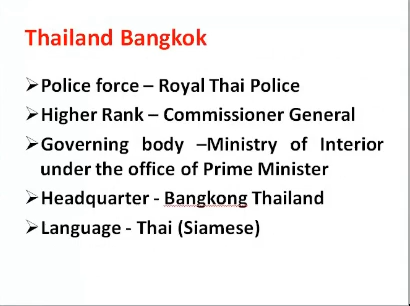 Thailand Bangkok
➢Police force – Royal Thai Police
➢Higher Rank – Commissioner General
➢Governing body –Ministry of Interior
under the office of Prime Minister
➢Headquarter - Bangkong Thailand
➢Language - Thai (Siamese)